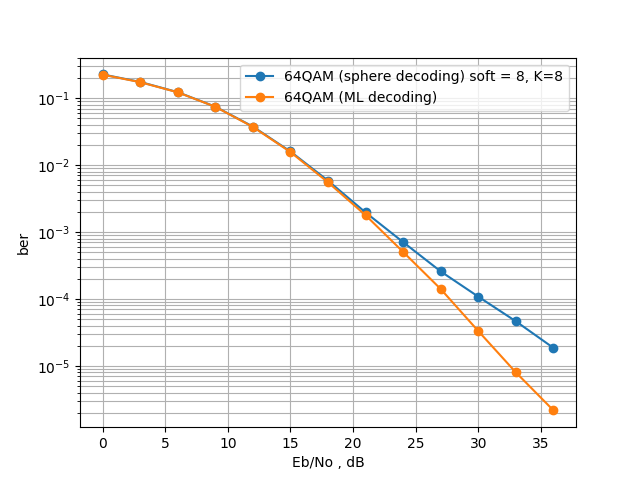 64QAM (sphere decoding) soft = 8, K=8
64QAM (ML decoding)
10⁻¹
10⁻²
10⁻³
10⁻⁴
10⁻⁵
ber
0 5 10 15 20 25 30 35
Eb/No , dB